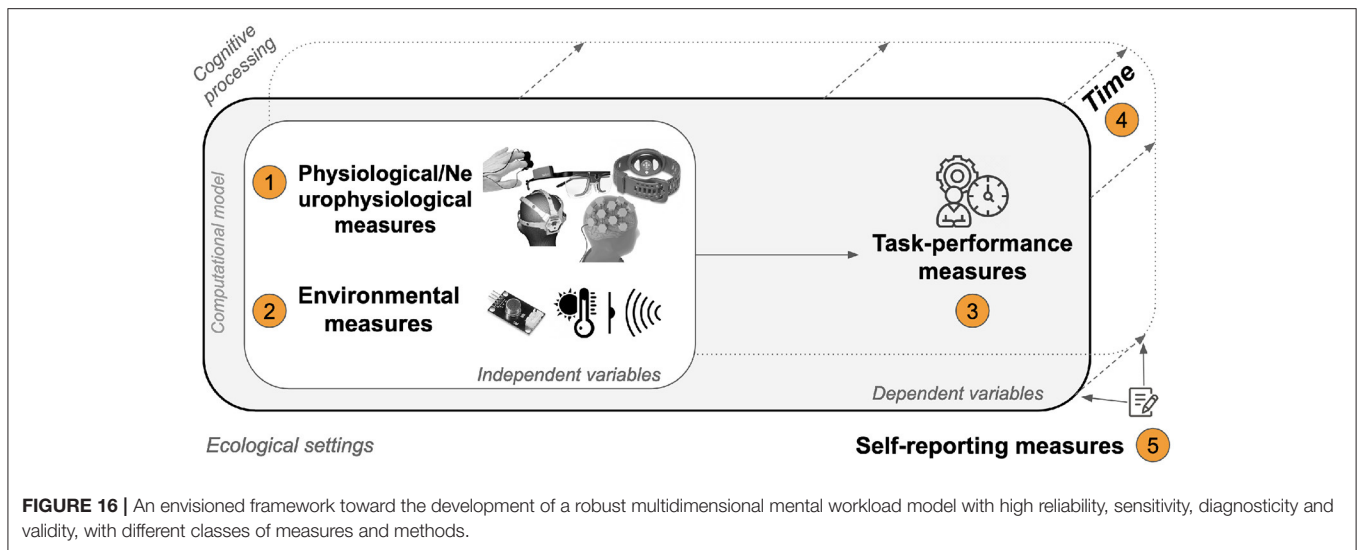 Cognitive
processing
Time
4
Computational model
1
Physiological/Ne
urophysiological
measures
2
Environmental
measures
Independent variables
Task-performance
measures
3
Dependent variables
Ecological settings
Self-reporting measures
5
FIGURE 16 | An envisioned framework toward the development of a robust multidimensional mental workload model with high reliability, sensitivity, diagnosticity and
validity, with different classes of measures and methods.